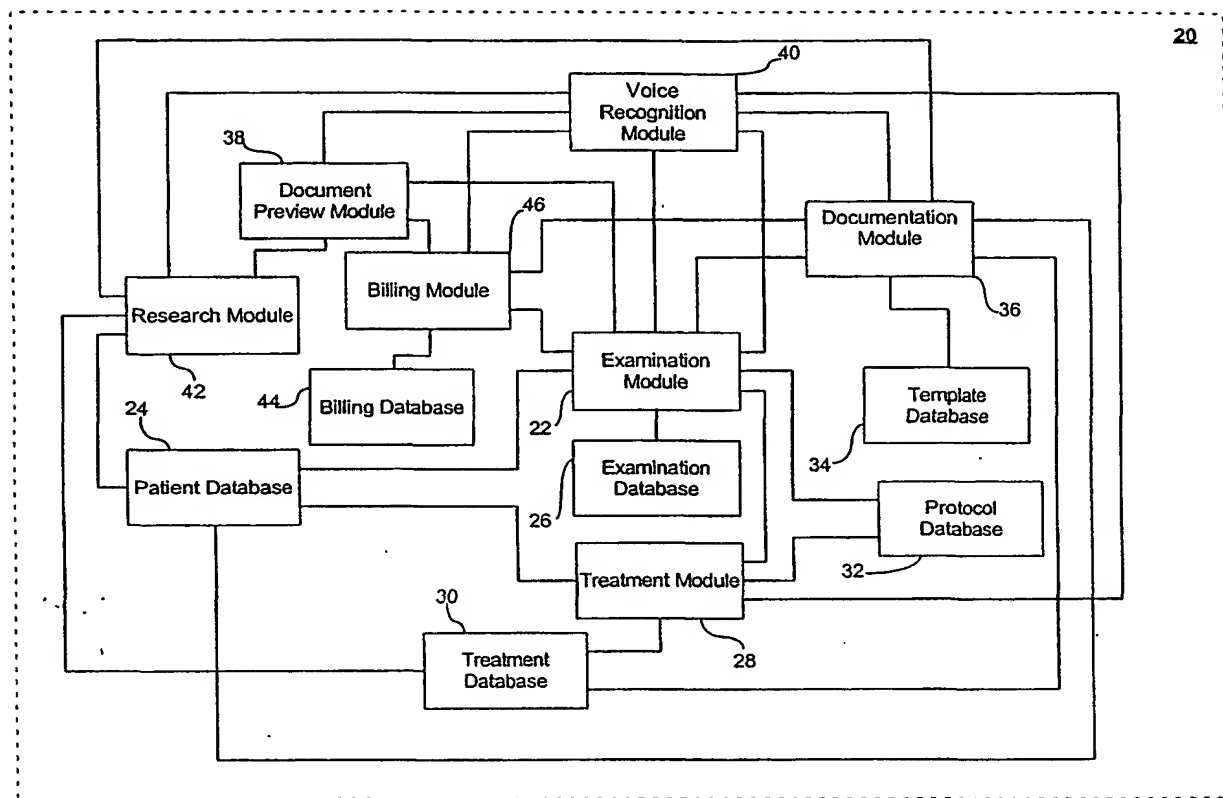 20
40
Voice
Recognition
Module
38
Document
Preview Module
46
Documentation
Module
Billing Module
Research Module
36
42
Examination
Module
44
Billing Database
22
Template
Database
24
34
Patient Database
26
Examination
Database
Protocol
Database
32
Treatment Module
30
28
Treatment
Database